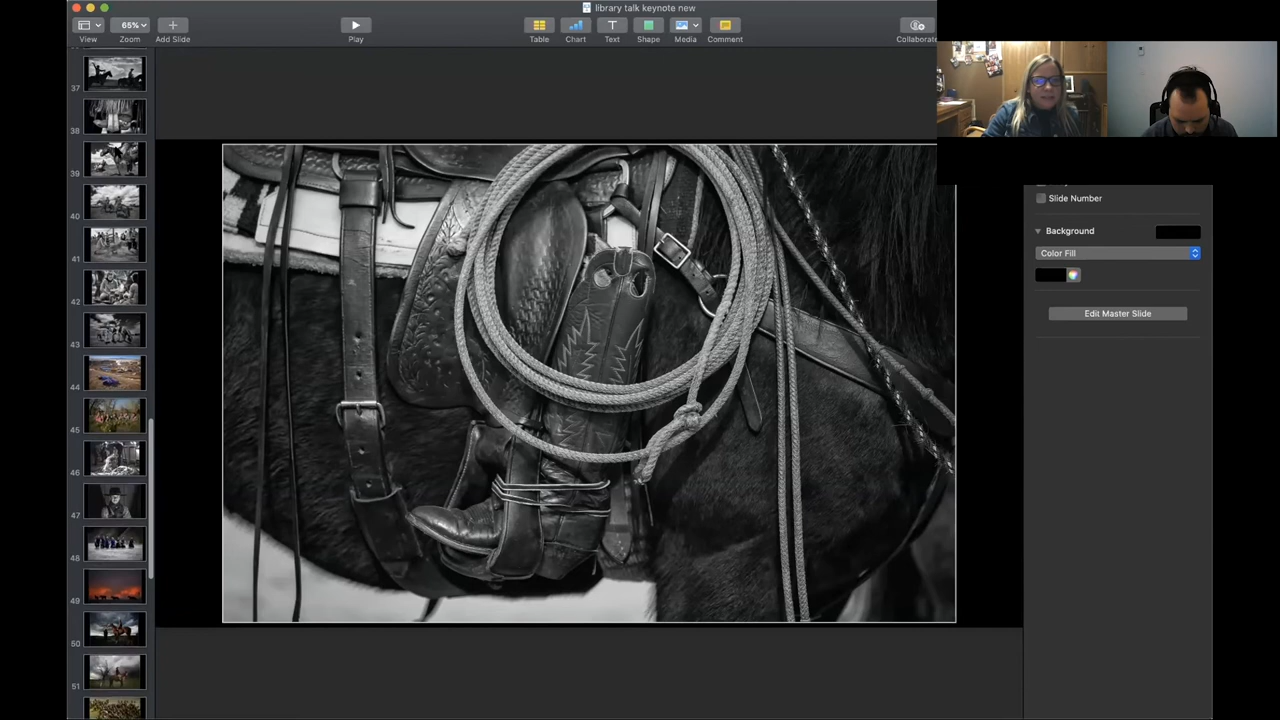 library talk keynote new
65%
View
Zoom
Add Slide
Play
Table
Chart
Text
Shape
Media
Comment
Collaborate
37
38
39
40
41
42
43
44
45
46
47
48
49
50
51
Slide Number
Background
Color Fill
Edit Master Slide